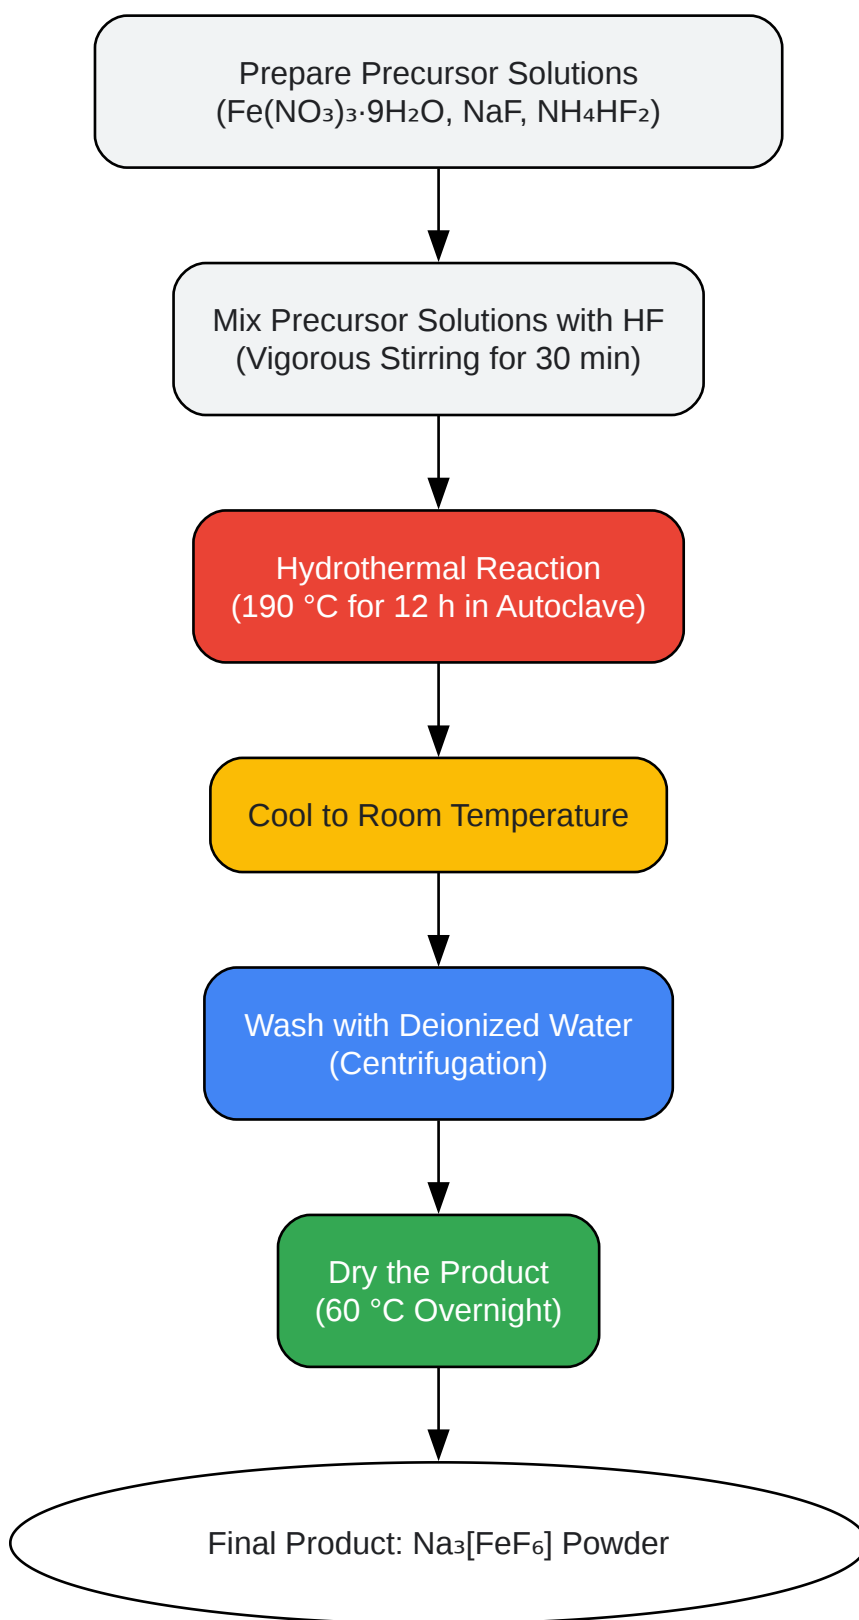 Prepare Precursor Solutions
(Fe(NO₃)₃·9H₂O, NaF, NH₄HF₂)
Mix Precursor Solutions with HF
(Vigorous Stirring for 30 min)
Hydrothermal Reaction
(190 °C for 12 h in Autoclave)
Cool to Room Temperature
Wash with Deionized Water
(Centrifugation)
Dry the Product
(60 °C Overnight)
Final Product: Na₃[FeF₆] Powder